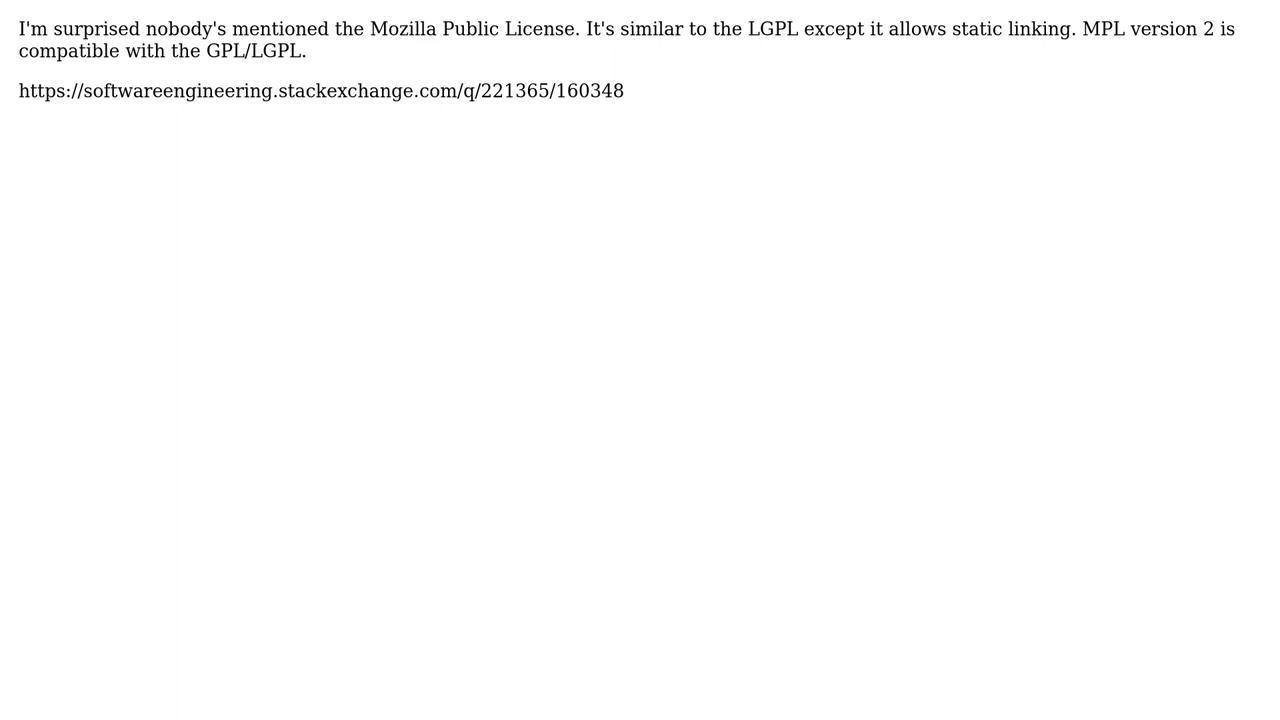 I'm surprised nobody's mentioned the Mozilla Public License. It's similar to the LGPL except it allows static linking. MPL version 2 is
compatible with the GPL/LGPL.
https://softwareengineering.stackexchange.com/q/221365/160348